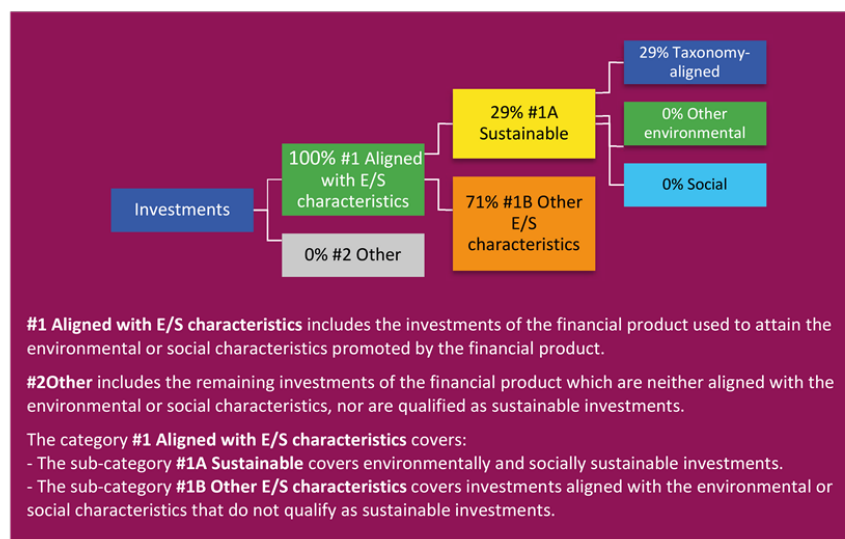 Investments
100% #1 Aligned
with E/S
characteristics
0% #2 Other
29% #1A
Sustainable
71% #1B Other
E/S
characteristics
29% Taxonomy-
aligned
0% Other
environmental
0% Social
#1 Aligned with E/S characteristics includes the investments of the financial product used to attain the
environmental or social characteristics promoted by the financial product.
#2Other includes the remaining investments of the financial product which are neither aligned with the
environmental or social characteristics, nor are qualified as sustainable investments.
The category #1 Aligned with E/S characteristics covers:
- The sub-category #1A Sustainable covers environmentally and socially sustainable investments.
- The sub-category #1B Other E/S characteristics covers investments aligned with the environmental or
social characteristics that do not qualify as sustainable investments.